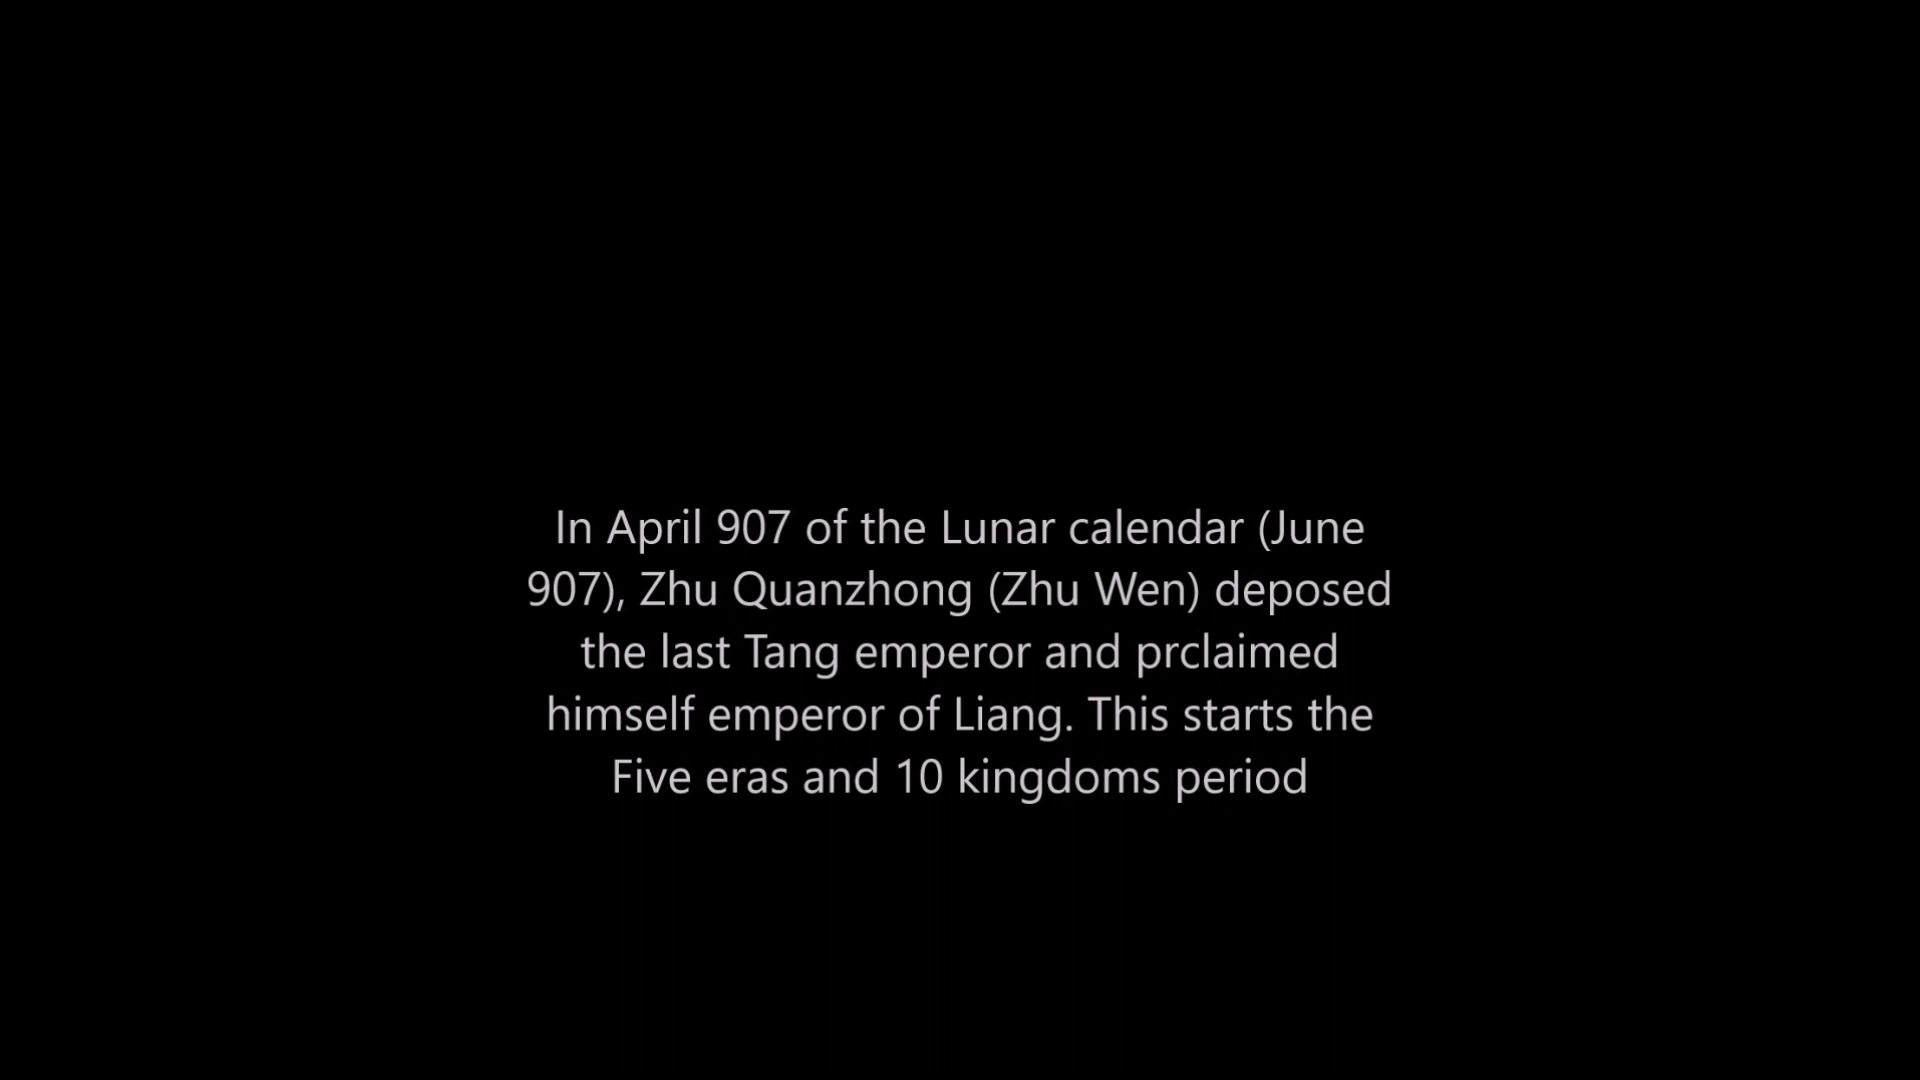 In April 907 of the Lunar calendar (June
907), Zhu Quanzhong (Zhu Wen) deposed
the last Tang emperor and prclaimed
himself emperor of Liang. This starts the
Five eras and 10 kingdoms period